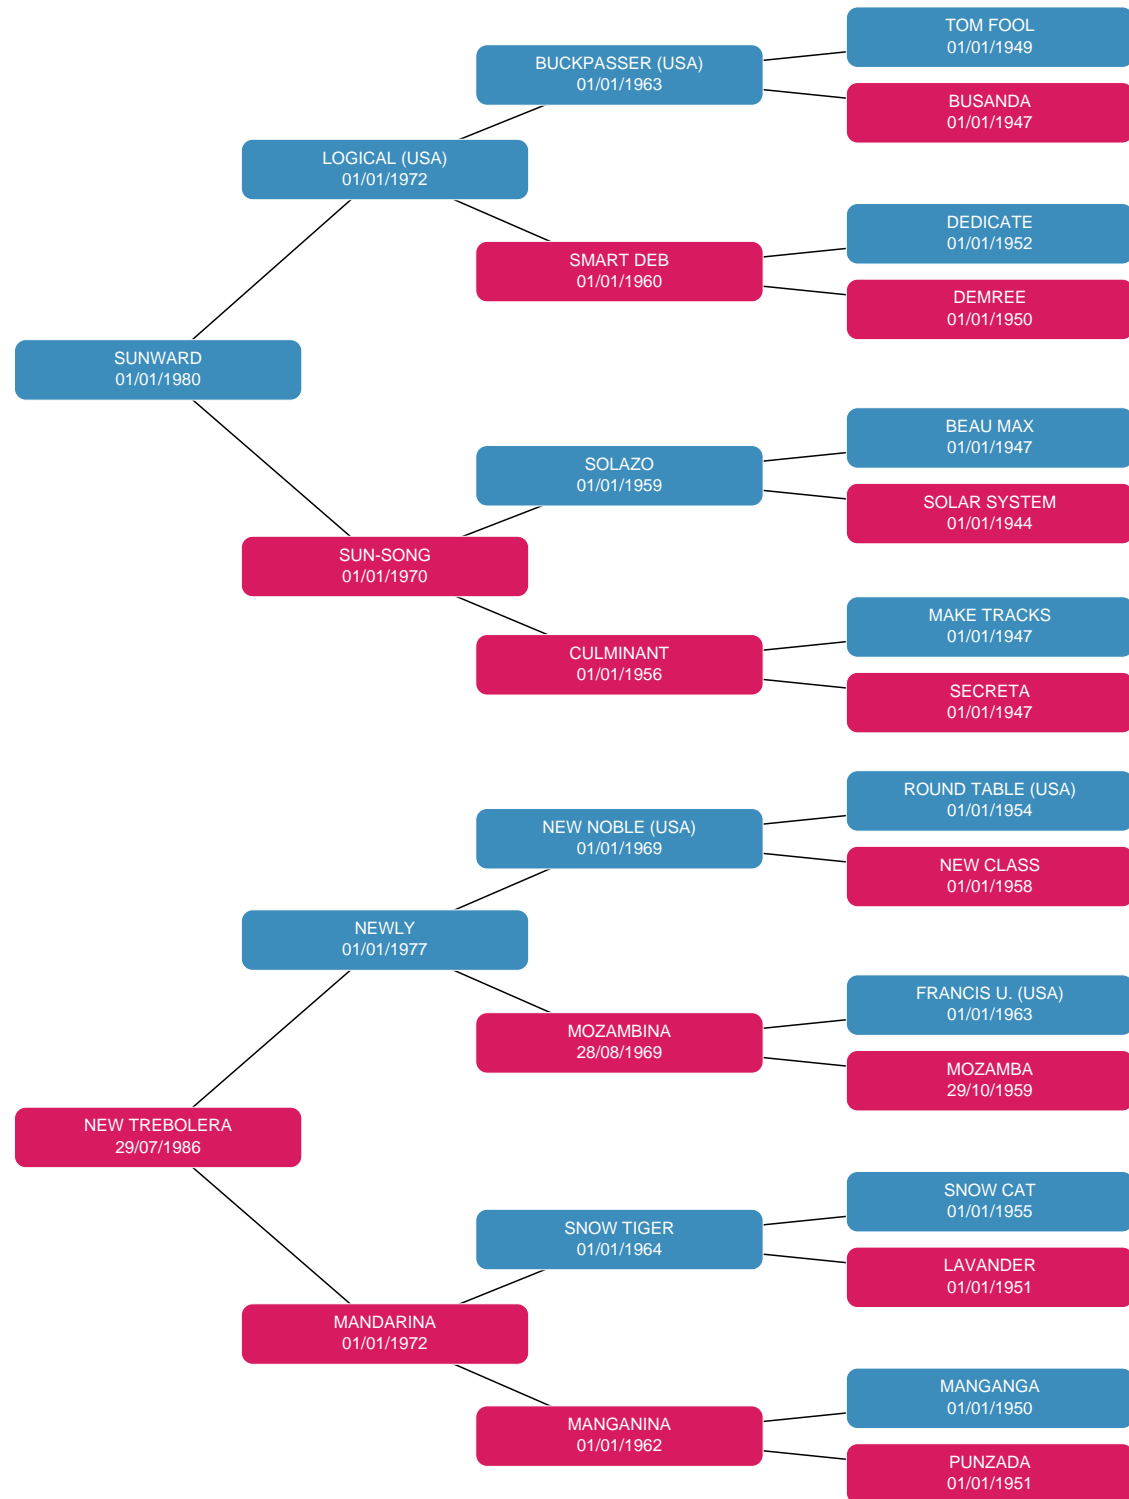 TOM FOOL
01/01/1949
BUCKPASSER (USA)
01/01/1963
BUSANDA
01/01/1947
LOGICAL (USA)
01/01/1972
DEDICATE
01/01/1952
SMART DEB
01/01/1960
DEMREE
01/01/1950
SUNWARD
01/01/1980
BEAU MAX
01/01/1947
SOLAZO
01/01/1959
SOLAR SYSTEM
01/01/1944
SUN-SONG
01/01/1970
MAKE TRACKS
01/01/1947
CULMINANT
01/01/1956
SECRETA
01/01/1947
ROUND TABLE (USA)
01/01/1954
NEW NOBLE (USA)
01/01/1969
NEW CLASS
01/01/1958
NEWLY
01/01/1977
FRANCIS U. (USA)
01/01/1963
MOZAMBINA
28/08/1969
MOZAMBA
29/10/1959
NEW TREBOLERA
29/07/1986
SNOW CAT
01/01/1955
SNOW TIGER
01/01/1964
LAVANDER
01/01/1951
MANDARINA
01/01/1972
MANGANGA
01/01/1950
MANGANINA
01/01/1962
PUNZADA
01/01/1951